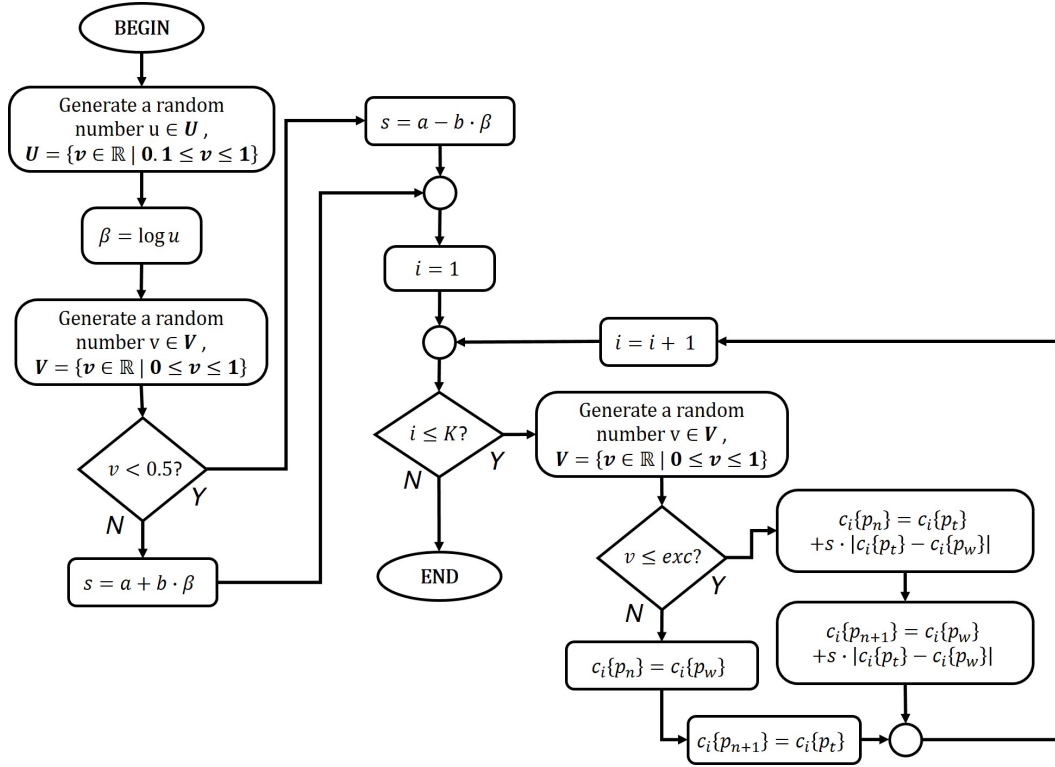 BEGIN
Generate a random
number u ∈ U ,
U = {v ∈ ℝ | 0.1 ≤ v ≤ 1}
β = log u
Generate a random
number v ∈ V ,
V = {v ∈ ℝ | 0 ≤ v ≤ 1}
v < 0.5?
Y
N
s = a + b · β
s = a − b · β
i = 1
i = i + 1
i ≤ K?
Y
N
END
Generate a random
number v ∈ V ,
V = {v ∈ ℝ | 0 ≤ v ≤ 1}
v ≤ exc?
Y
N
c_i{p_n} = c_i{p_t}
+s · |c_i{p_t} − c_i{p_w}|
c_i{p_{n+1}} = c_i{p_w}
+s · |c_i{p_t} − c_i{p_w}|
c_i{p_n} = c_i{p_w}
c_i{p_{n+1}} = c_i{p_t}